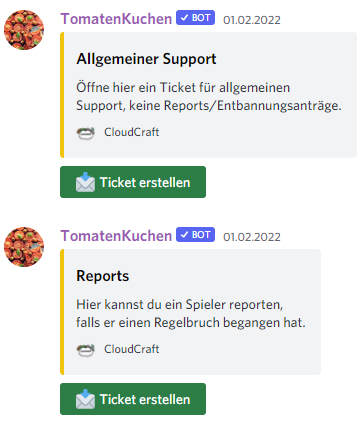 TomatenKuchen BOT 01.02.2022
Allgemeiner Support
Öffne hier ein Ticket für allgemeinen
Support, keine Reports/Entbannungsanträge.
CloudCraft
Ticket erstellen
TomatenKuchen BOT 01.02.2022
Reports
Hier kannst du ein Spieler reporten,
falls er einen Regelbruch begangen hat.
CloudCraft
Ticket erstellen